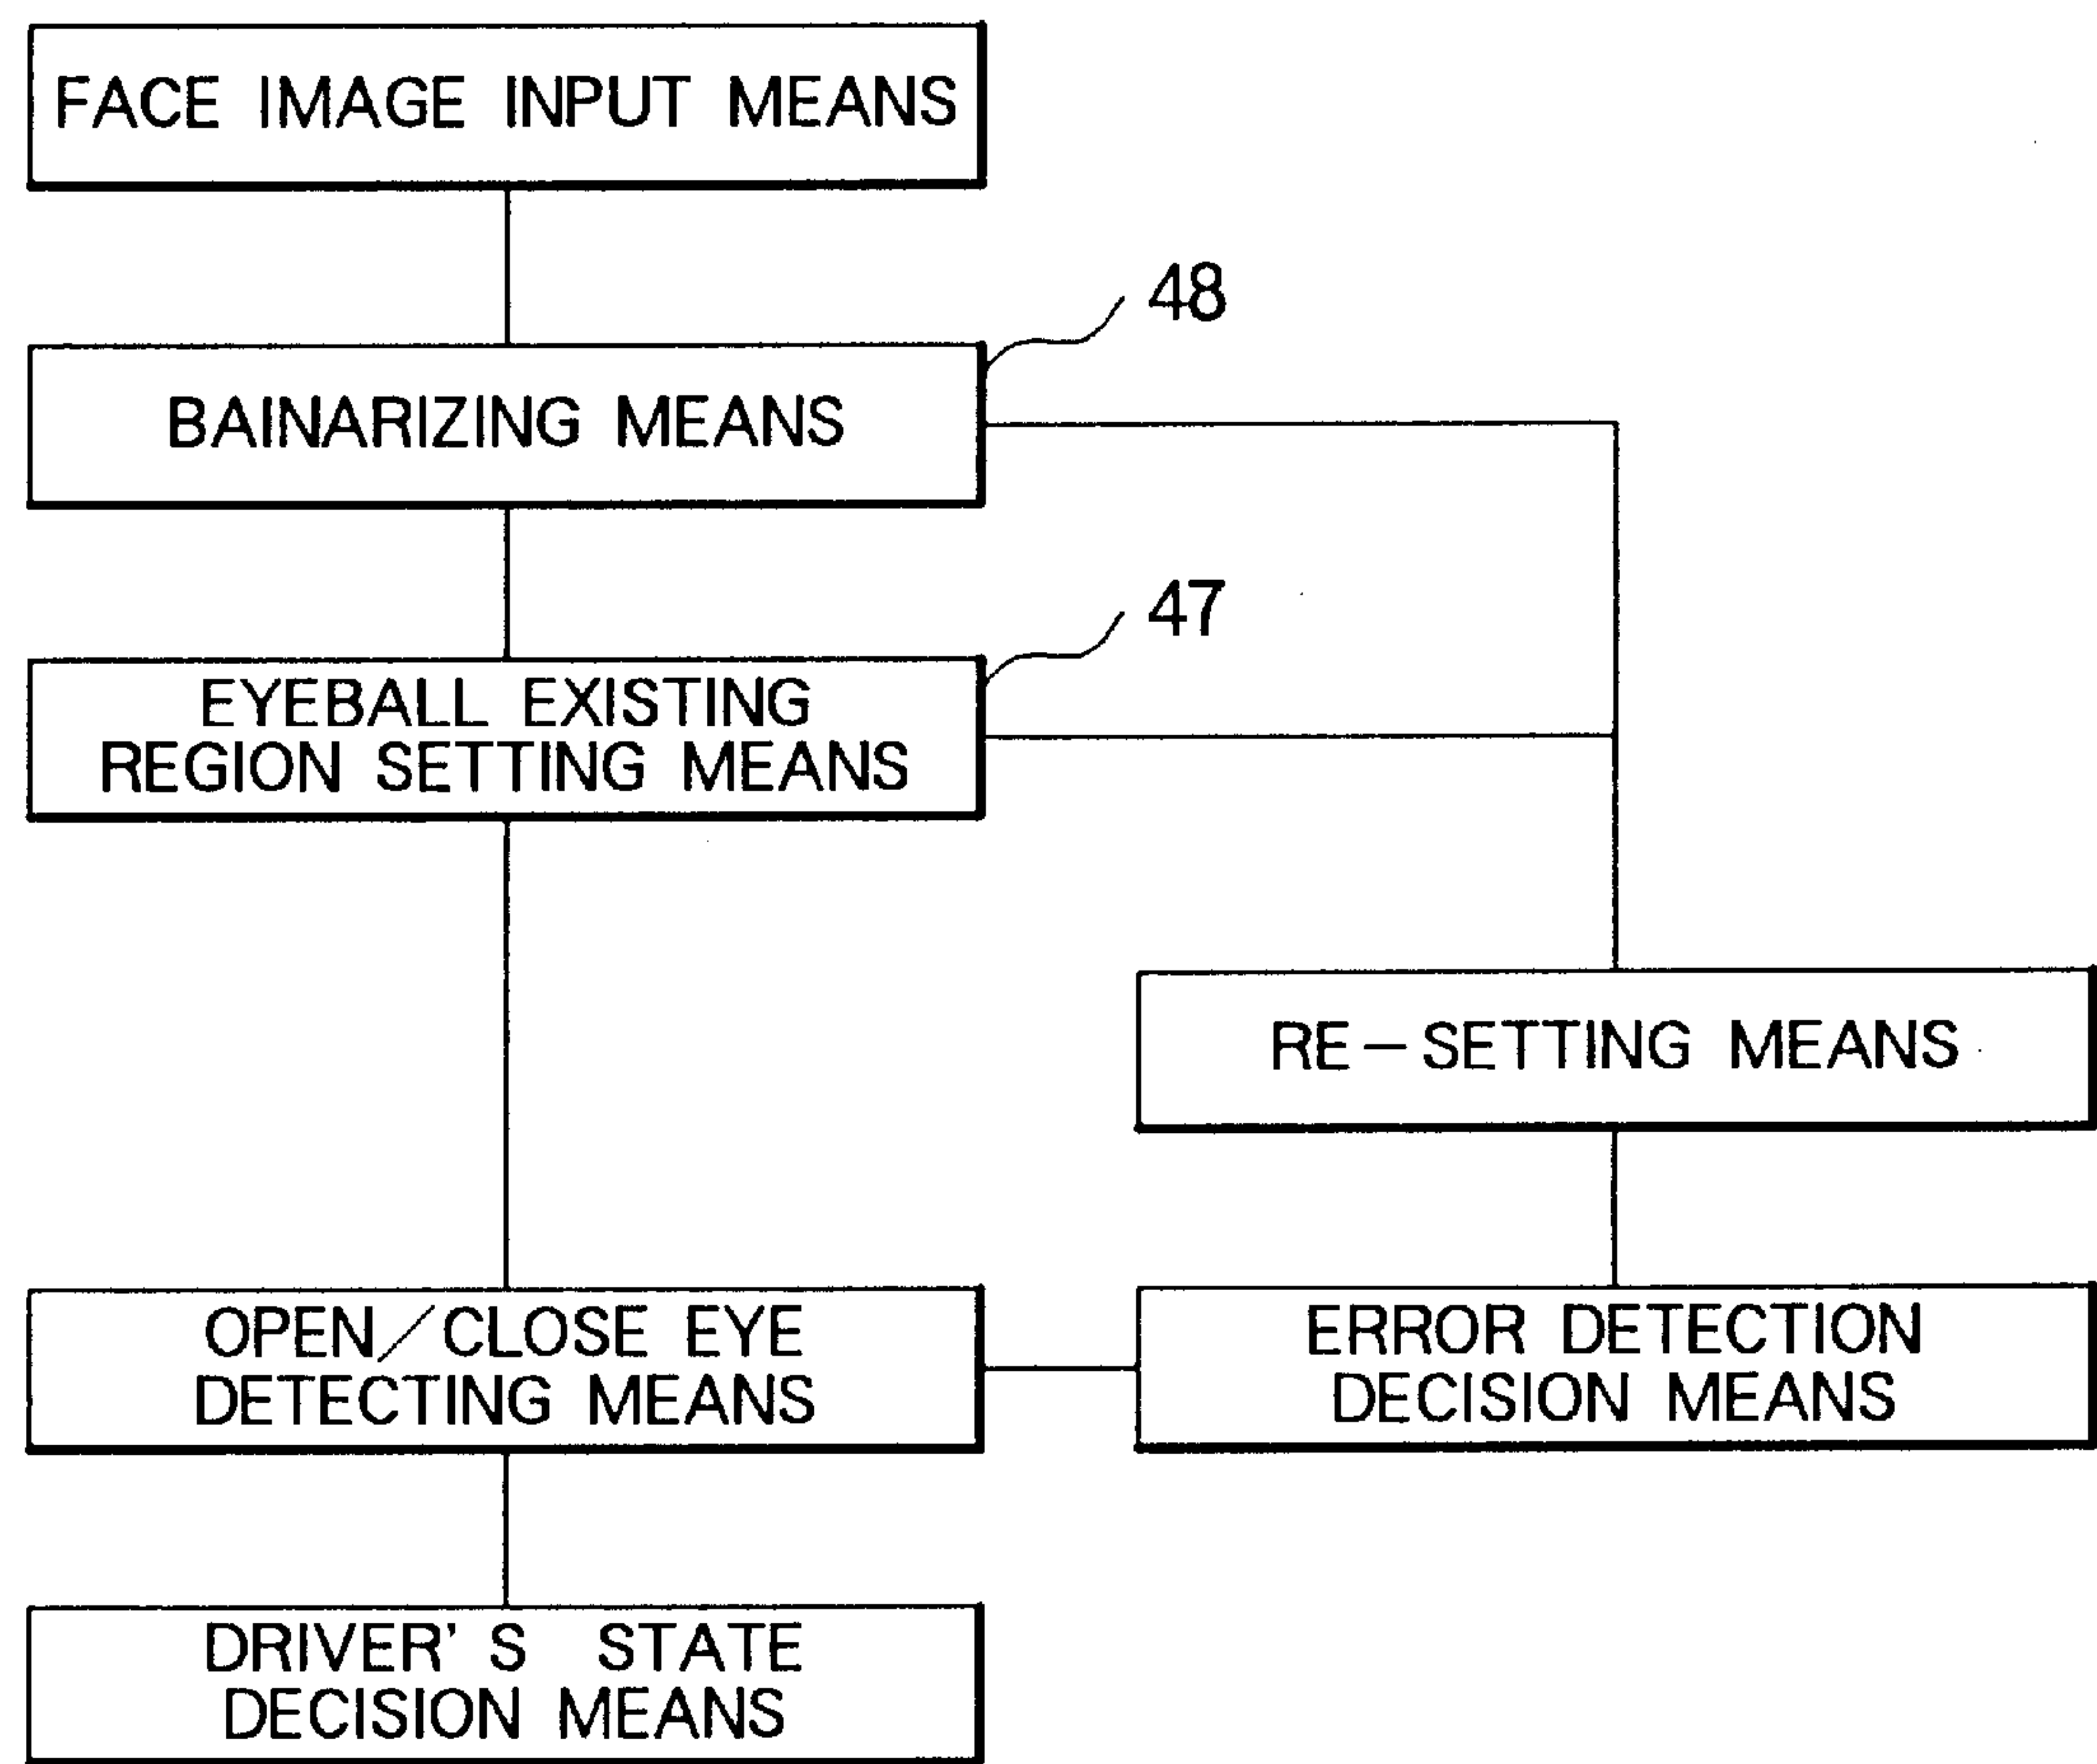 FACE IMAGE INPUT MEANS
48
BAINARIZING MEANS
47
EYEBALL EXISTING
REGION SETTING MEANS
RE-SETTING MEANS
OPEN/CLOSE EYE
DETECTING MEANS
ERROR DETECTION
DECISION MEANS
DRIVER'S STATE
DECISION MEANS